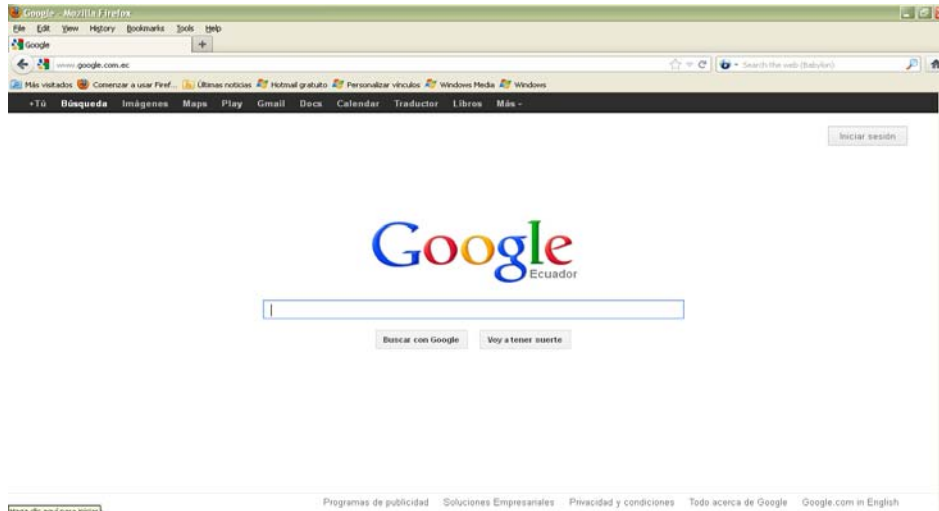 Google - Mozilla Firefox
File Edit View History Bookmarks Tools Help
Google +
www.google.com.ec Search the web (Babylon)
Más visitados Comenzar a usar Firef... Últimas noticias Hotmail gratuito Personalizar vínculos Windows Media Windows
+Tú Búsqueda Imágenes Maps Play Gmail Docs Calendar Traductor Libros Más
Iniciar sesión
Google
Ecuador
Buscar con Google Voy a tener suerte
Programas de publicidad Soluciones Empresariales Privacidad y condiciones Todo acerca de Google Google.com in English